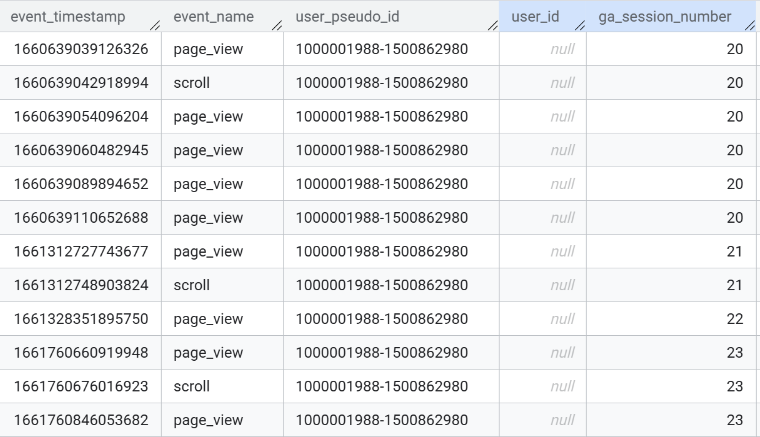 event_timestamp event_name user_pseudo_id user_id ga_session_number
1660639039126326 page_view 1000001988-1500862980 null 20
1660639042918994 scroll 1000001988-1500862980 null 20
1660639054096204 page_view 1000001988-1500862980 null 20
1660639060482945 page_view 1000001988-1500862980 null 20
1660639089894652 page_view 1000001988-1500862980 null 20
1660639110652688 page_view 1000001988-1500862980 null 20
1661312727743677 page_view 1000001988-1500862980 null 21
1661312748903824 scroll 1000001988-1500862980 null 21
1661328351895750 page_view 1000001988-1500862980 null 22
1661760660919948 page_view 1000001988-1500862980 null 23
1661760676016923 scroll 1000001988-1500862980 null 23
1661760846053682 page_view 1000001988-1500862980 null 23